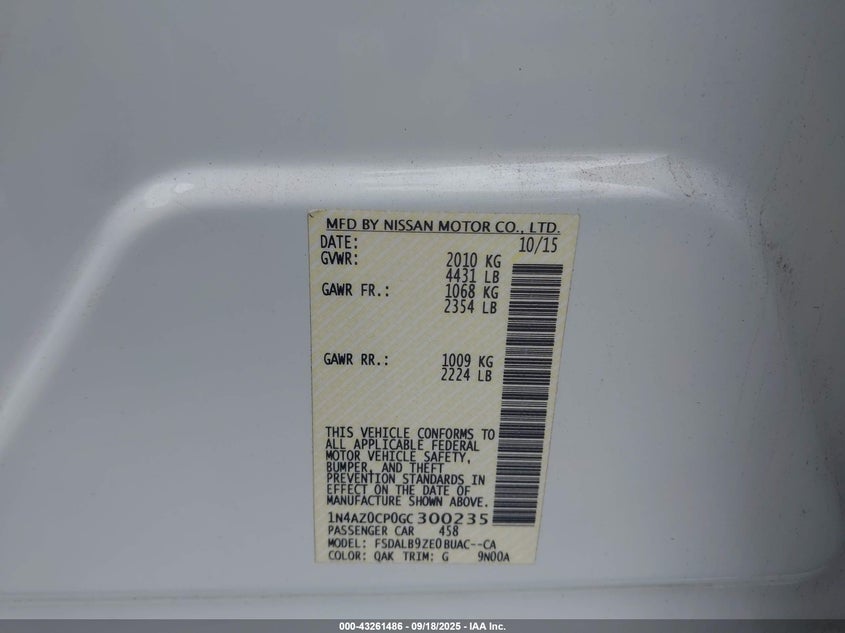 MFD BY NISSAN MOTOR CO., LTD.
DATE: 10/15
GVWR: 2010 KG
4431 LB
GAWR FR.: 1068 KG
2354 LB
GAWR RR.: 1009 KG
2224 LB
THIS VEHICLE CONFORMS TO
ALL APPLICABLE FEDERAL
MOTOR VEHICLE SAFETY,
BUMPER, AND THEFT
PREVENTION STANDARDS IN
EFFECT ON THE DATE OF
MANUFACTURE SHOWN ABOVE.
1N4AZ0CP0GC300235
PASSENGER CAR 458
MODEL: FSDALB9ZE0BUAC--CA
COLOR: QAK TRIM: G 9N00A
000-43261486 - 09/18/2025 - IAA Inc.